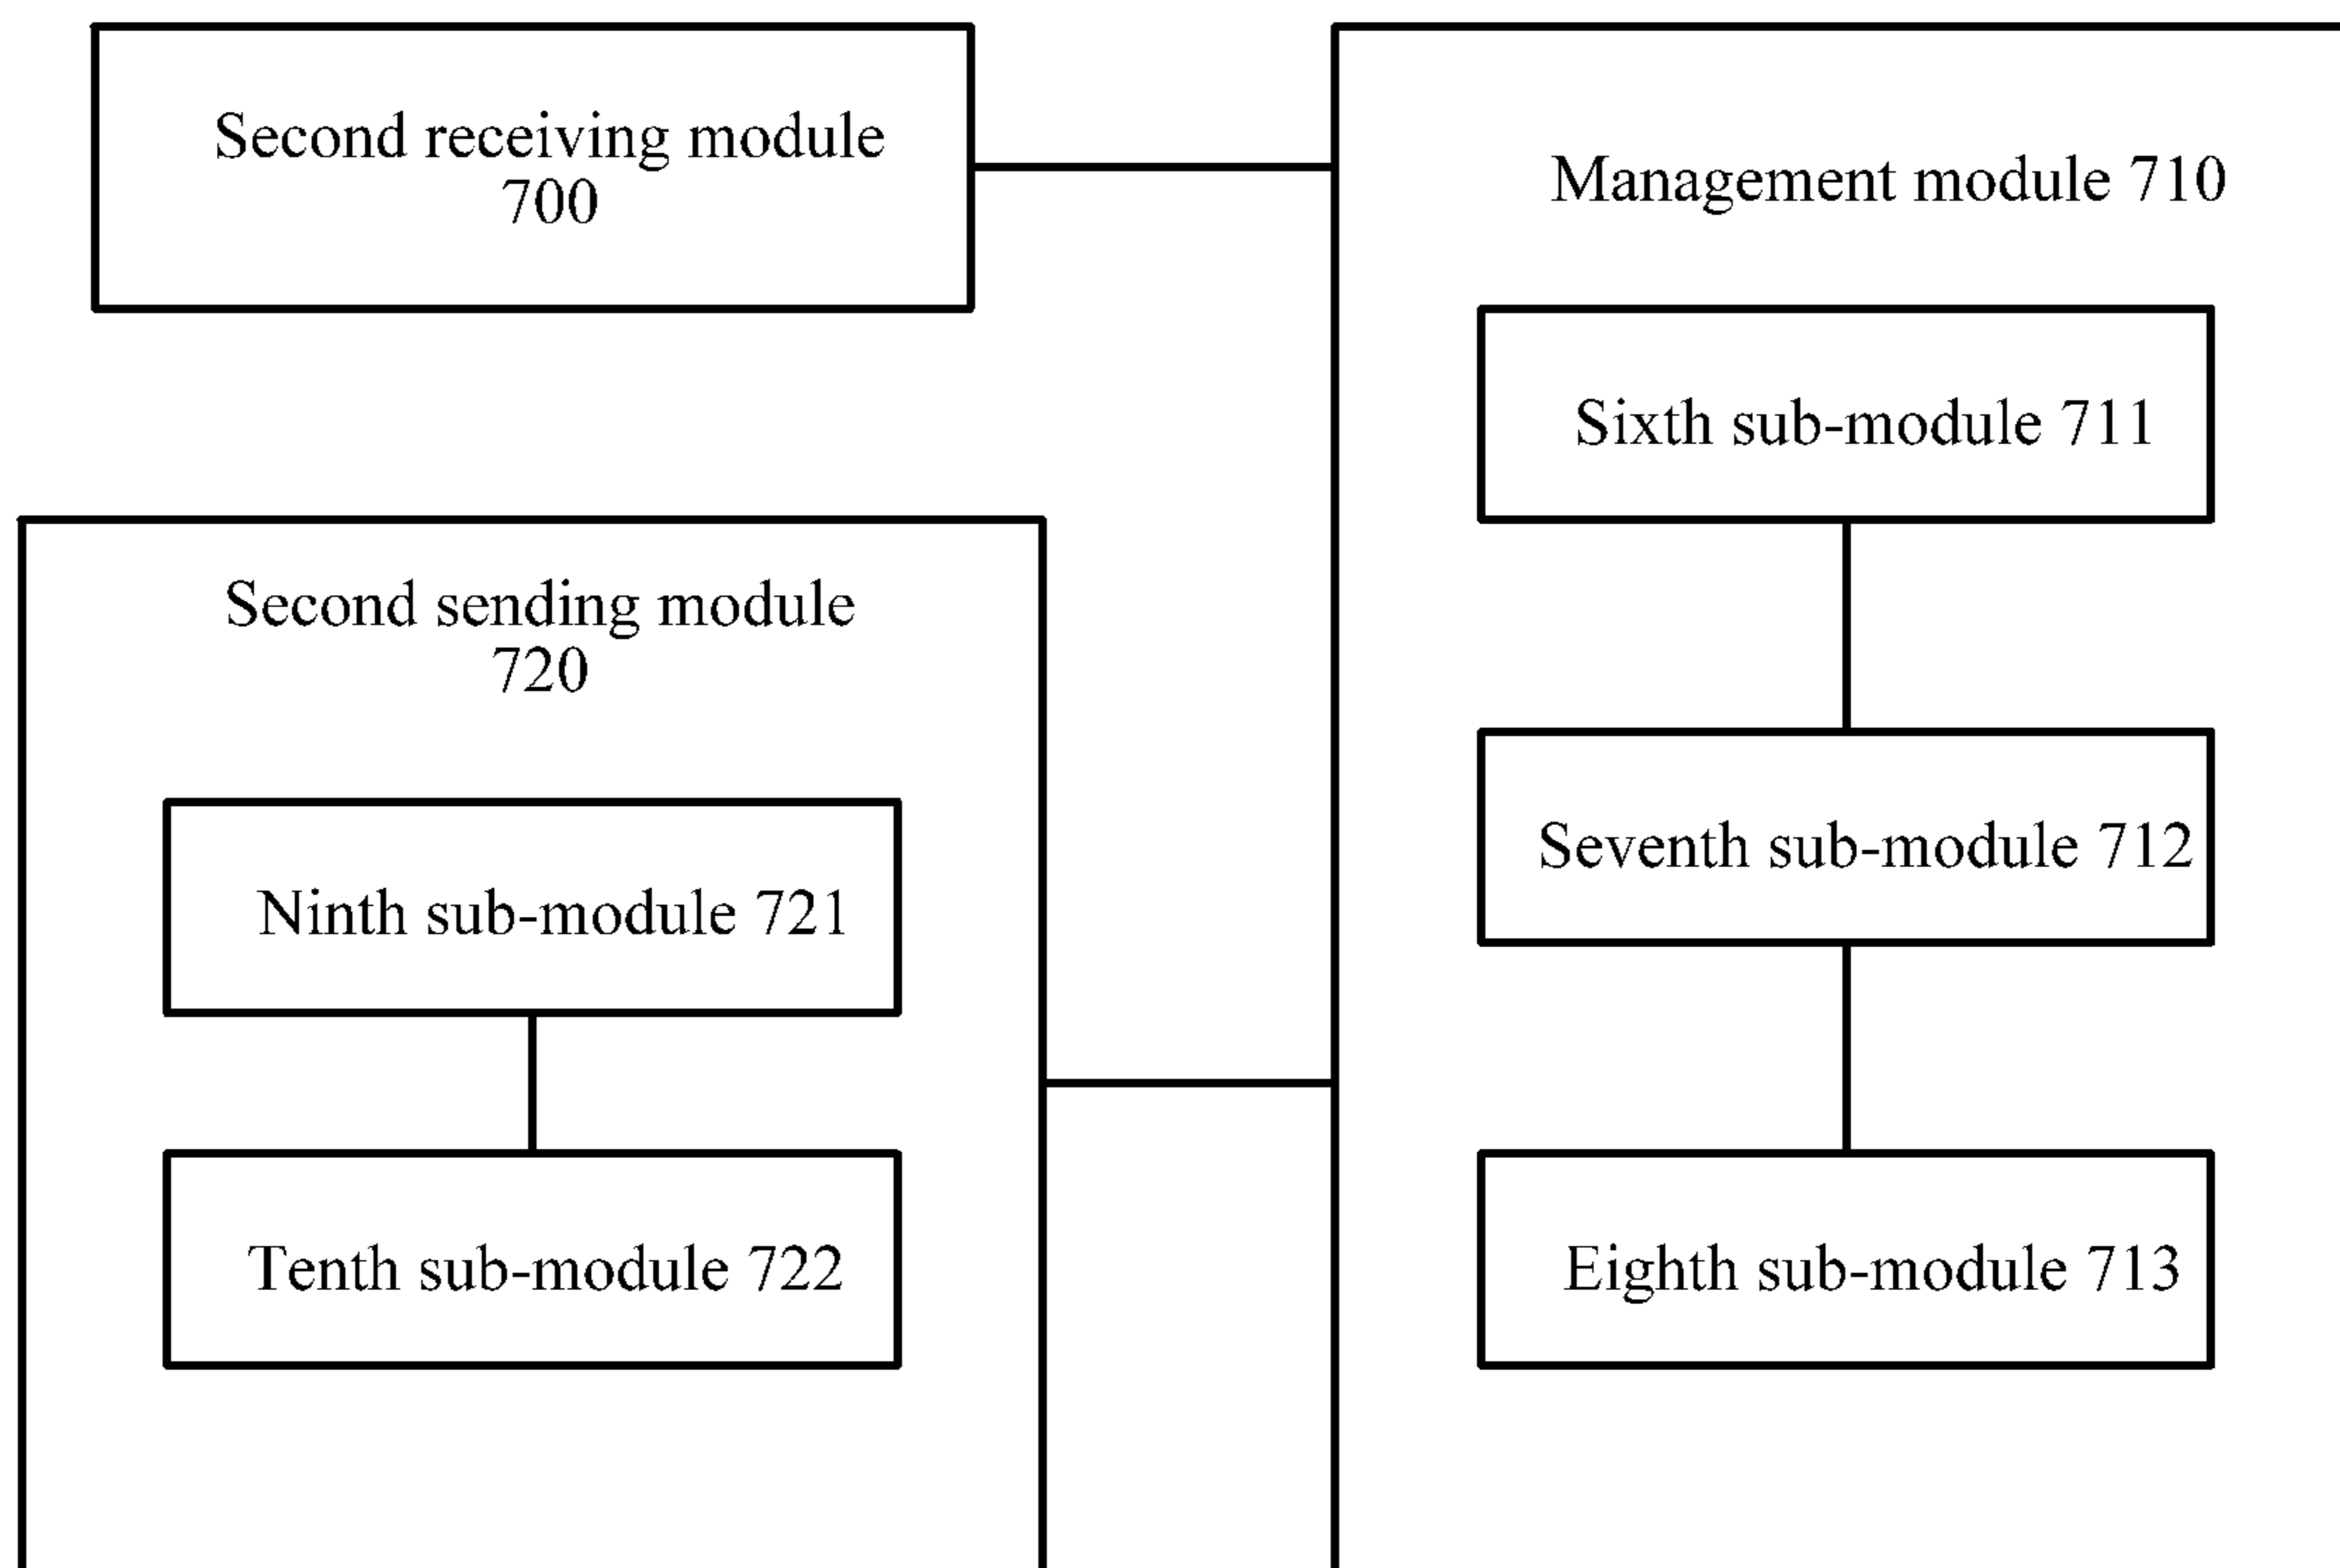 Second receiving module
700
Management module 710
Sixth sub-module 711
Second sending module
720
Seventh sub-module 712
Ninth sub-module 721
Tenth sub-module 722
Eighth sub-module 713